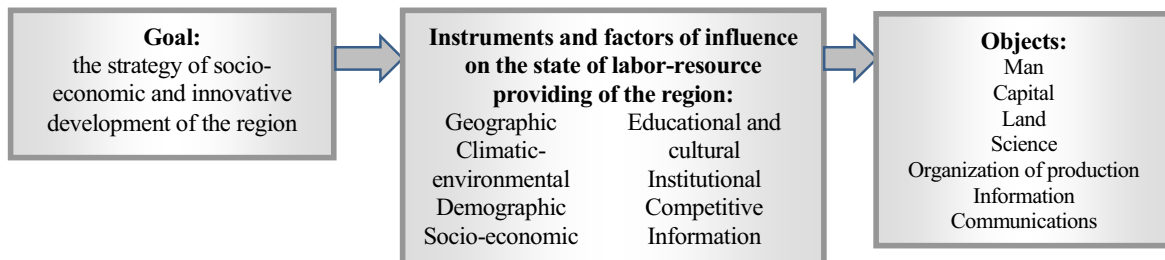 Goal:
the strategy of socio-
economic and innovative
development of the region
Instruments and factors of influence
on the state of labor-resource
providing of the region:
Geographic
Climatic-
environmental
Demographic
Socio-economic
Educational and
cultural
Institutional
Competitive
Information
Objects:
Man
Capital
Land
Science
Organization of production
Information
Communications